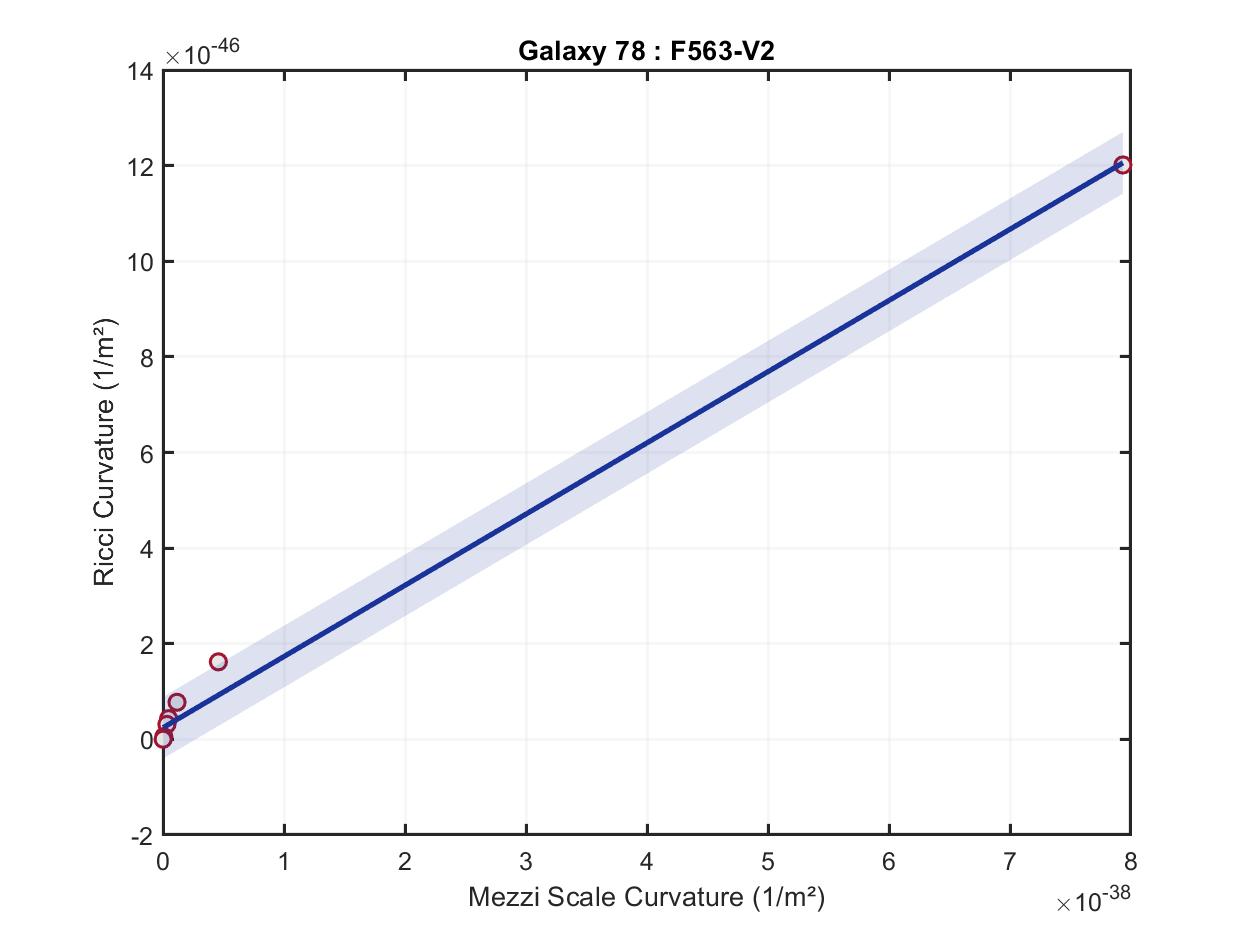 Galaxy 78 : F563-V2
×10-46
14
12
10
8
6
4
2
0
-2
Ricci Curvature (1/m²)
0 1 2 3 4 5 6 7 8
Mezzi Scale Curvature (1/m²)
×10-38